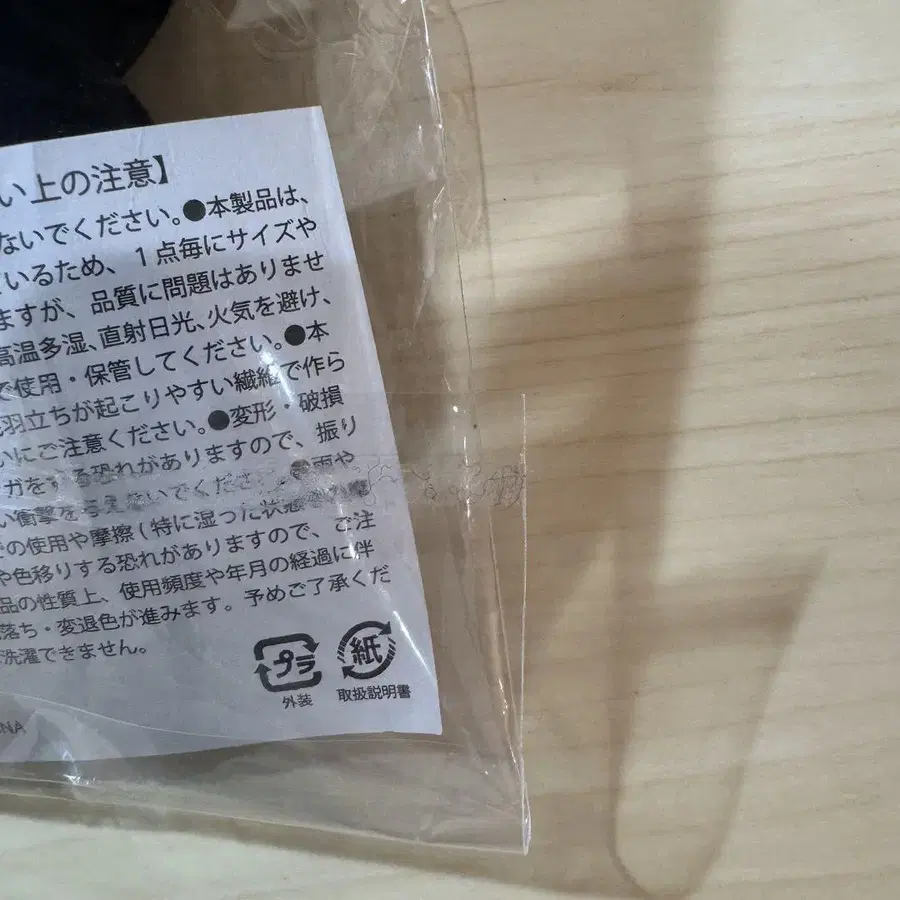 い上の注意】
ないでください。●本製品は、
いるため、1点毎にサイズや
ますが、品質に問題はありませ
高温多湿、直射日光、火気を避け、
で使用・保管してください。●本
羽立ちが起こりやすい繊維で作ら
いにご注意ください。●変形・破損
ガをする恐れがありますので、振り
い衝撃を与えないでください。●雨や
の使用や摩擦(特に湿った状態での摩
や色移りする恐れがありますので、ご注
品の性質上、使用頻度や年月の経過に伴
落ち・変退色が進みます。予めご了承くだ
洗濯できません。
プラ
外装
紙
取扱説明書
NA